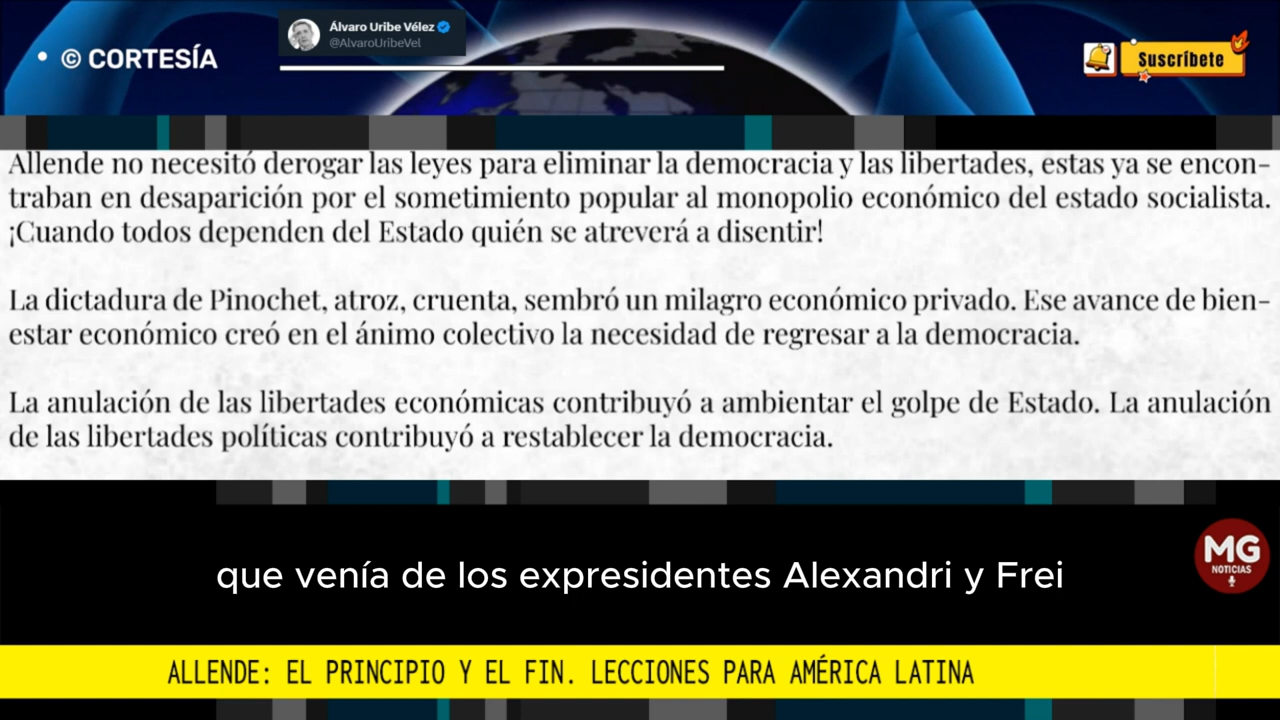 • © CORTESÍA
Álvaro Uribe Vélez
@AlvaroUribeVel
Suscríbete
Allende no necesitó derogar las leyes para eliminar la democracia y las libertades, estas ya se encon-
traban en desaparición por el sometimiento popular al monopolio económico del estado socialista.
¡Cuando todos dependen del Estado quién se atreverá a disentir!
La dictadura de Pinochet, atroz, cruenta, sembró un milagro económico privado. Ese avance de bien-
estar económico creó en el ánimo colectivo la necesidad de regresar a la democracia.
La anulación de las libertades económicas contribuyó a ambientar el golpe de Estado. La anulación
de las libertades políticas contribuyó a restablecer la democracia.
MG
NOTICIAS
que venía de los expresidentes Alexandri y Frei
ALLENDE: EL PRINCIPIO Y EL FIN. LECCIONES PARA AMÉRICA LATINA